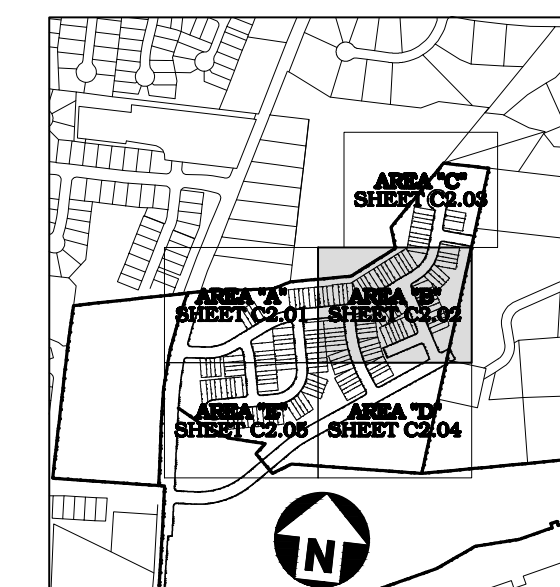 AREA "C"
SHEET C2.03
AREA "A"
SHEET C2.01
AREA "B"
SHEET C2.02
AREA "E"
SHEET C2.05
AREA "D"
SHEET C2.04
N